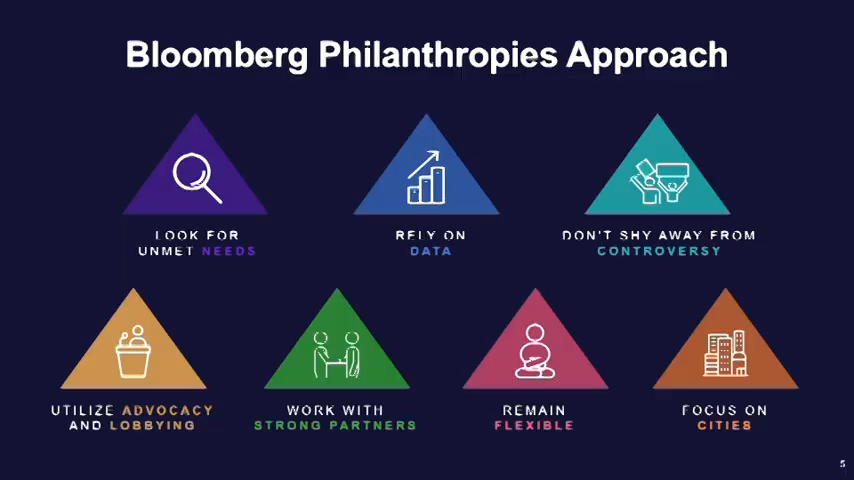 Bloomberg Philanthropies Approach
LOOK FOR
UNMET NEEDS
RELY ON
DATA
DON'T SHY AWAY FROM
CONTROVERSY
UTILIZE ADVOCACY
AND LOBBYING
WORK WITH
STRONG PARTNERS
REMAIN
FLEXIBLE
FOCUS ON
CITIES
5